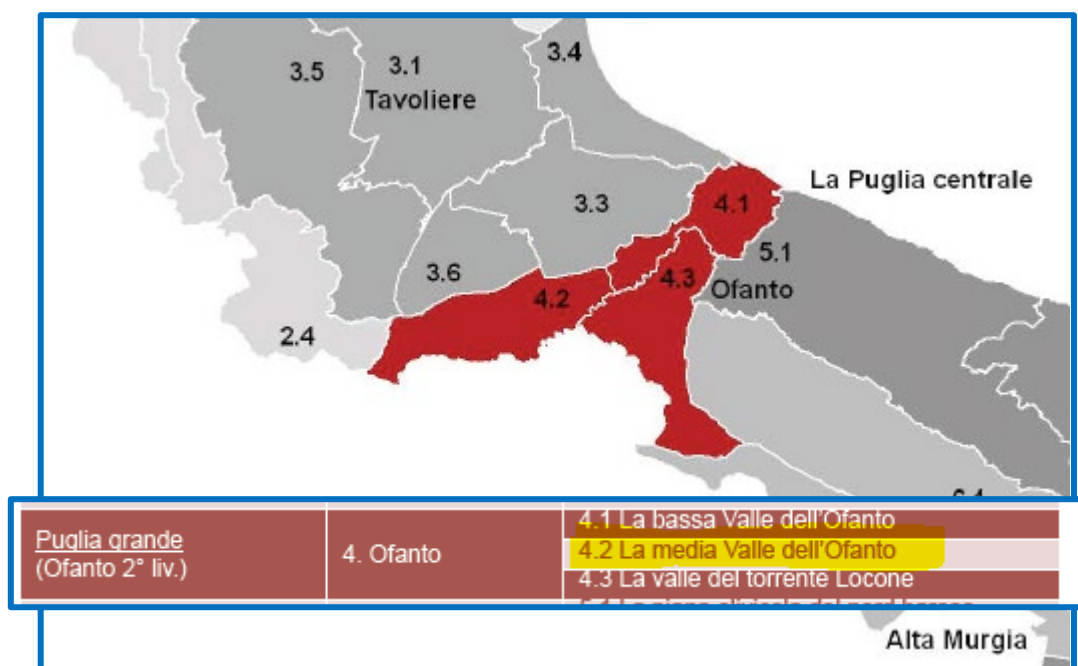 3.4
3.5
3.1
Tavoliere
La Puglia centrale
3.3
4.1
5.1
3.6
4.3
Ofanto
4.2
2.4
Puglia grande
(Ofanto 2° liv.)
4. Ofanto
4.1 La bassa Valle dell'Ofanto
4.2 La media Valle dell'Ofanto
4.3 La valle del torrente Locone
Alta Murgia